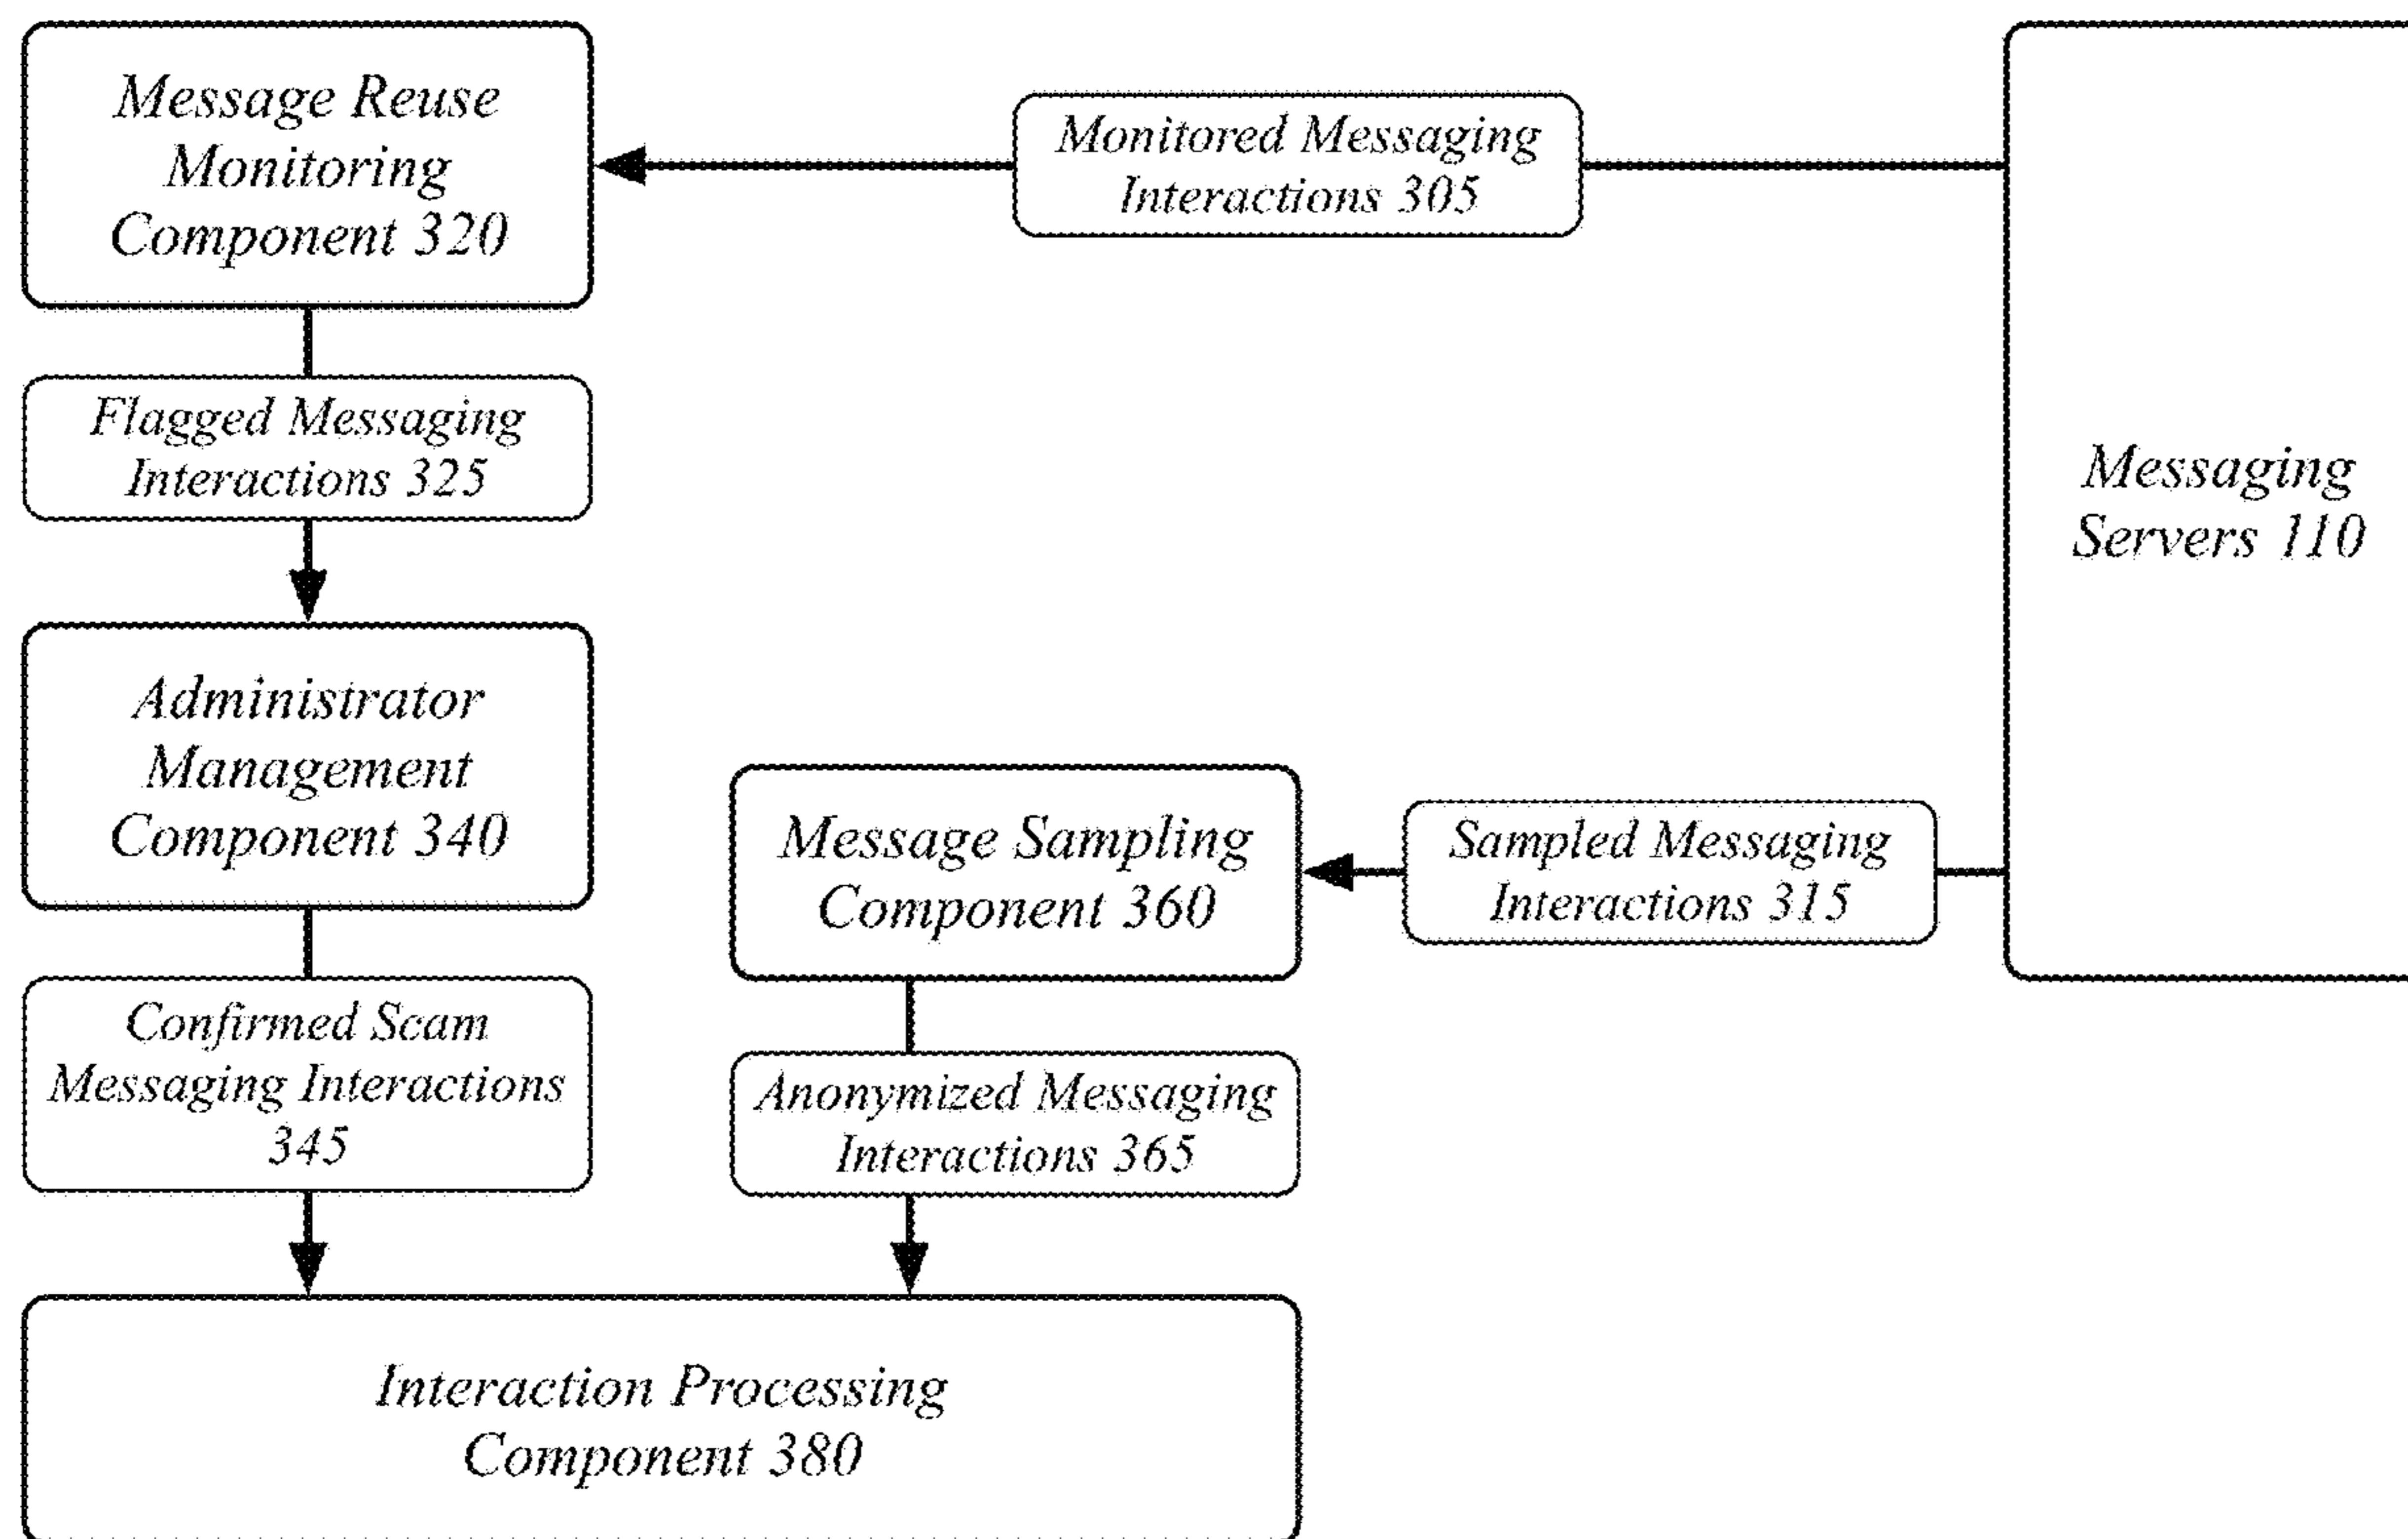 Message Reuse
Monitoring
Component 320
Monitored Messaging
Interactions 305
Flagged Messaging
Interactions 325
Messaging
Servers 110
Administrator
Management
Component 340
Message Sampling
Component 360
Sampled Messaging
Interactions 315
Confirmed Scam
Messaging Interactions
345
Anonymized Messaging
Interactions 365
Interaction Processing
Component 380